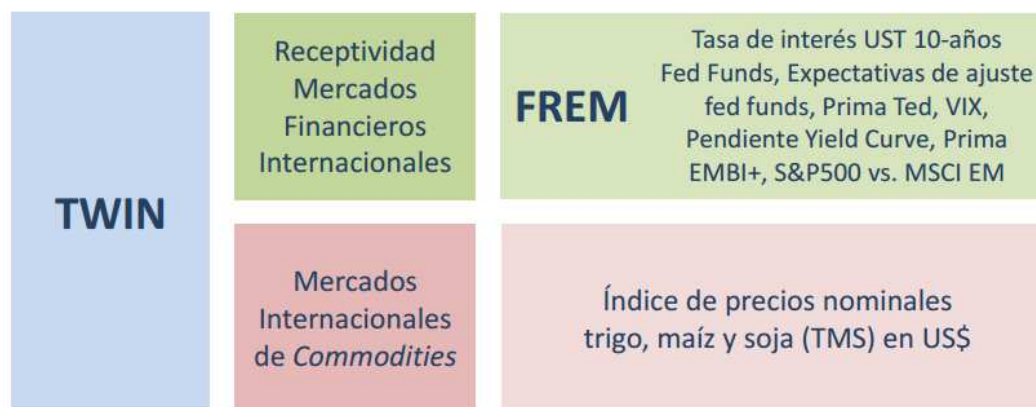 TWIN
Receptividad
Mercados
Financieros
Internacionales
FREM
Tasa de interés UST 10-años
Fed Funds, Expectativas de ajuste
fed funds, Prima Ted, VIX,
Pendiente Yield Curve, Prima
EMBI+, S&P500 vs. MSCI EM
Mercados
Internacionales
de Commodities
Índice de precios nominales
trigo, maíz y soja (TMS) en US$